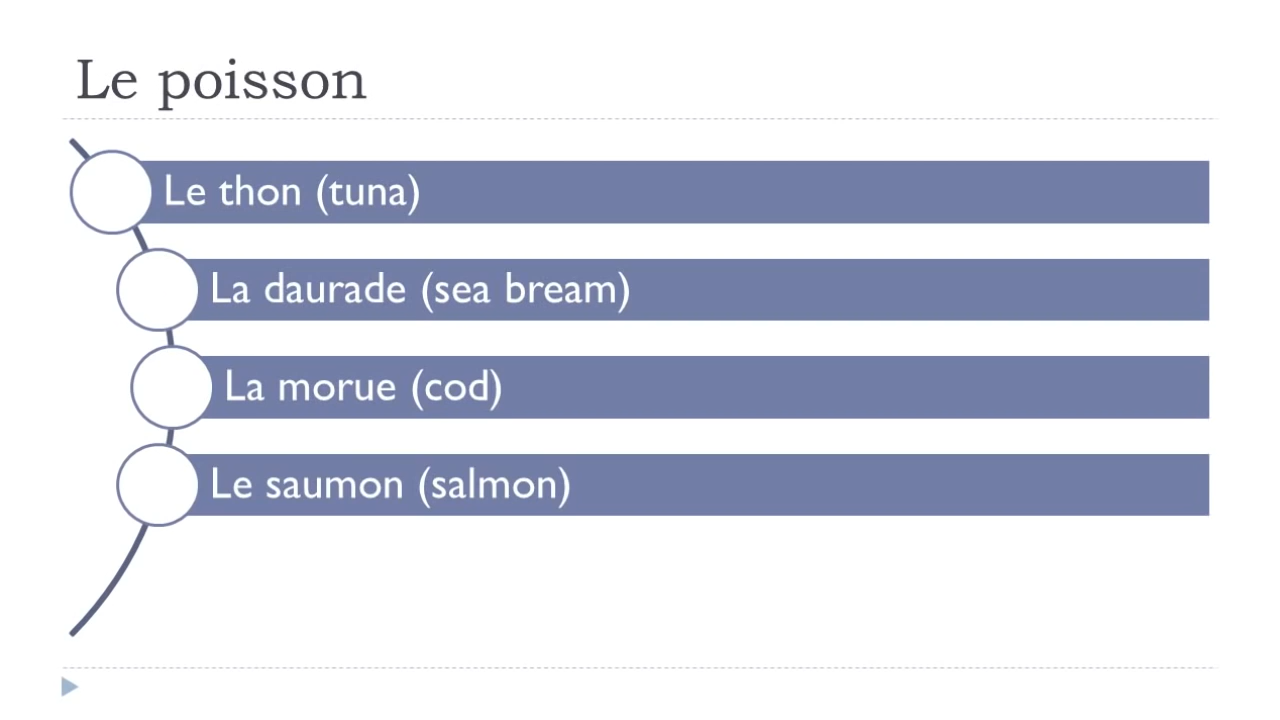 Le poisson
Le thon (tuna)
La daurade (sea bream)
La morue (cod)
Le saumon (salmon)